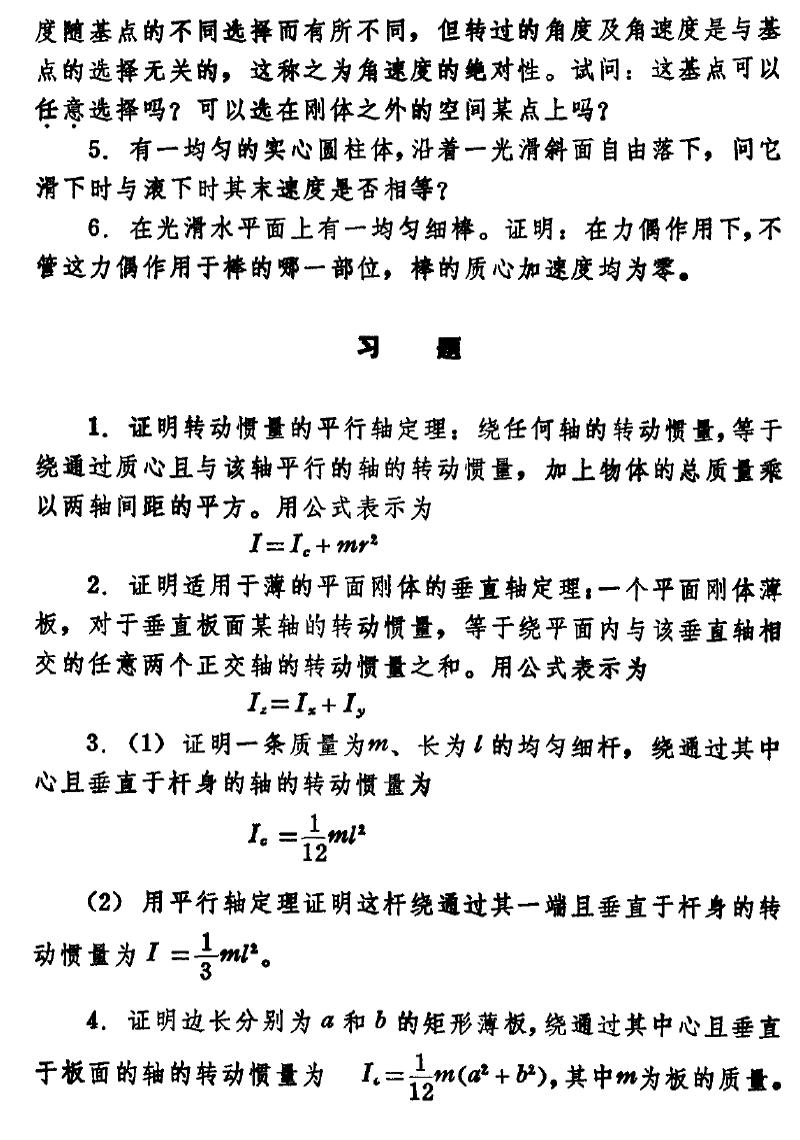 度随基点的不同选择而有所不同，但转过的角度及角速度是与基
点的选择无关的，这称之为角速度的绝对性。试问：这基点可以
任意选择吗？可以选在刚体之外的空间某点上吗？
5．有一均匀的实心圆柱体，沿着一光滑斜面自由落下，问它
滑下时与滚下时其末速度是否相等？
6．在光滑水平面上有一均匀细棒。证明：在力偶作用下，不
管这力偶作用于棒的哪一部位，棒的质心加速度均为零。
习 题
1．证明转动惯量的平行轴定理：绕任何轴的转动惯量，等于
绕通过质心且与该轴平行的轴的转动惯量，加上物体的总质量乘
以两轴间距的平方。用公式表示为
I=I_c+mr²
2．证明适用于薄的平面刚体的垂直轴定理：一个平面刚体薄
板，对于垂直板面某轴的转动惯量，等于绕平面内与该垂直轴相
交的任意两个正交轴的转动惯量之和。用公式表示为
I_z=I_x+I_y
3．（1）证明一条质量为m、长为l的均匀细杆，绕通过其中
心且垂直于杆身的轴的转动惯量为
I_c=1/12 ml²
（2）用平行轴定理证明这杆绕通过其一端且垂直于杆身的转
动惯量为 I=1/3 ml²。
4．证明边长分别为a和b的矩形薄板，绕通过其中心且垂直
于板面的轴的转动惯量为 I_c=1/12 m(a²+b²)，其中m为板的质量。